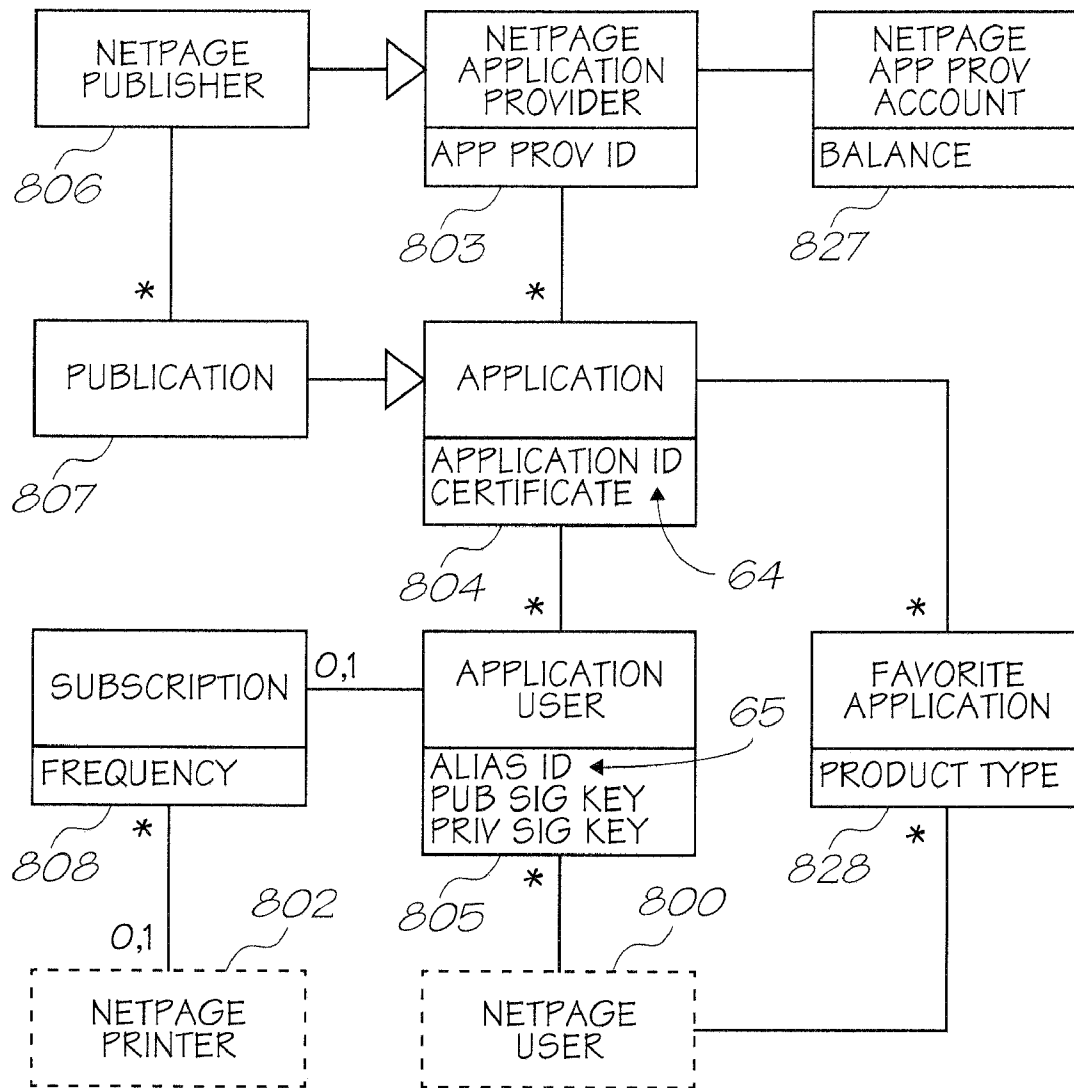 NETPAGE
PUBLISHER
806
NETPAGE
APPLICATION
PROVIDER
APP PROV ID
803
NETPAGE
APP PROV
ACCOUNT
BALANCE
827
*
*
PUBLICATION
807
APPLICATION
APPLICATION ID
CERTIFICATE
804
64
*
*
SUBSCRIPTION
FREQUENCY
808
0,1
APPLICATION
USER
ALIAS ID
PUB SIG KEY
PRIV SIG KEY
805
65
FAVORITE
APPLICATION
PRODUCT TYPE
828
*
*
*
0,1
802
NETPAGE
PRINTER
800
NETPAGE
USER